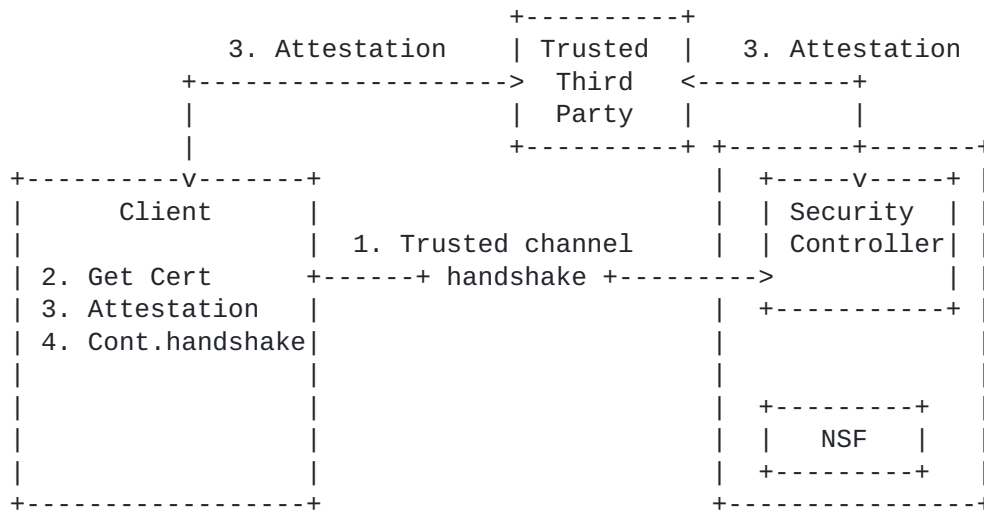 3. Attestation | Trusted | 3. Attestation
Third
Party
Client
Security
Controller
1. Trusted channel
handshake
2. Get Cert
3. Attestation
4. Cont.handshake
NSF